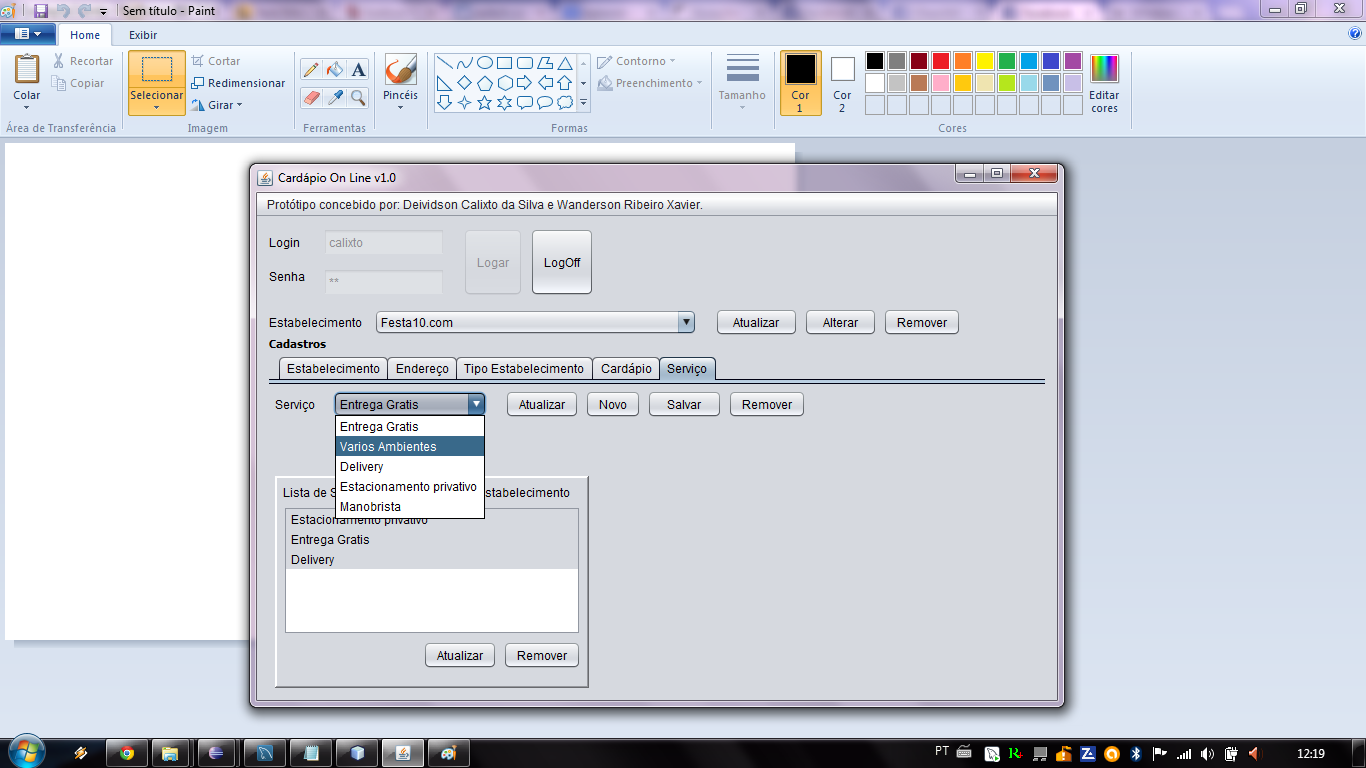 Sem título - Paint
Home Exibir
Colar
Recortar
Copiar
Área de Transferência
Selecionar
Cortar
Redimensionar
Girar
Imagem
A
Ferramentas
Pincéis
Contorno
Preenchimento
Formas
Tamanho
Cor 1
Cor 2
Editar cores
Cores
Cardápio On Line v1.0
Protótipo concebido por: Deividson Calixto da Silva e Wanderson Ribeiro Xavier.
Login calixto Logar LogOff
Senha **
Estabelecimento Festa10.com Atualizar Alterar Remover
Cadastros
Estabelecimento Endereço Tipo Estabelecimento Cardápio Serviço
Serviço Entrega Gratis Atualizar Novo Salvar Remover
Entrega Gratis
Varios Ambientes
Delivery
Estacionamento privativo
Manobrista
Lista de S stabelecimento
Estacionamento privativo
Entrega Gratis
Delivery
Atualizar Remover
PT 12:19